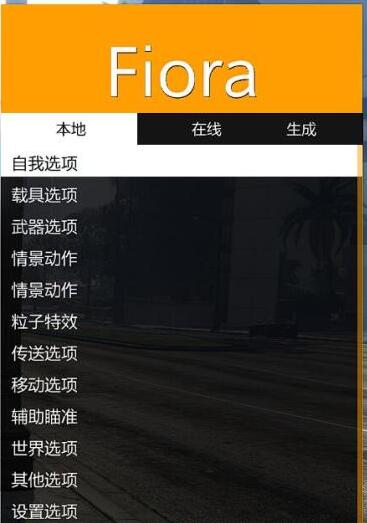 Fiora
本地 在线 生成
自我选项
载具选项
武器选项
情景动作
情景动作
粒子特效
传送选项
移动选项
辅助瞄准
世界选项
其他选项
设置选项